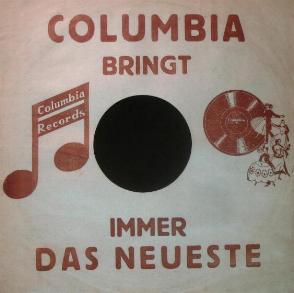 COLUMBIA
BRINGT
Columbia
Records
IMMER
DAS NEUESTE